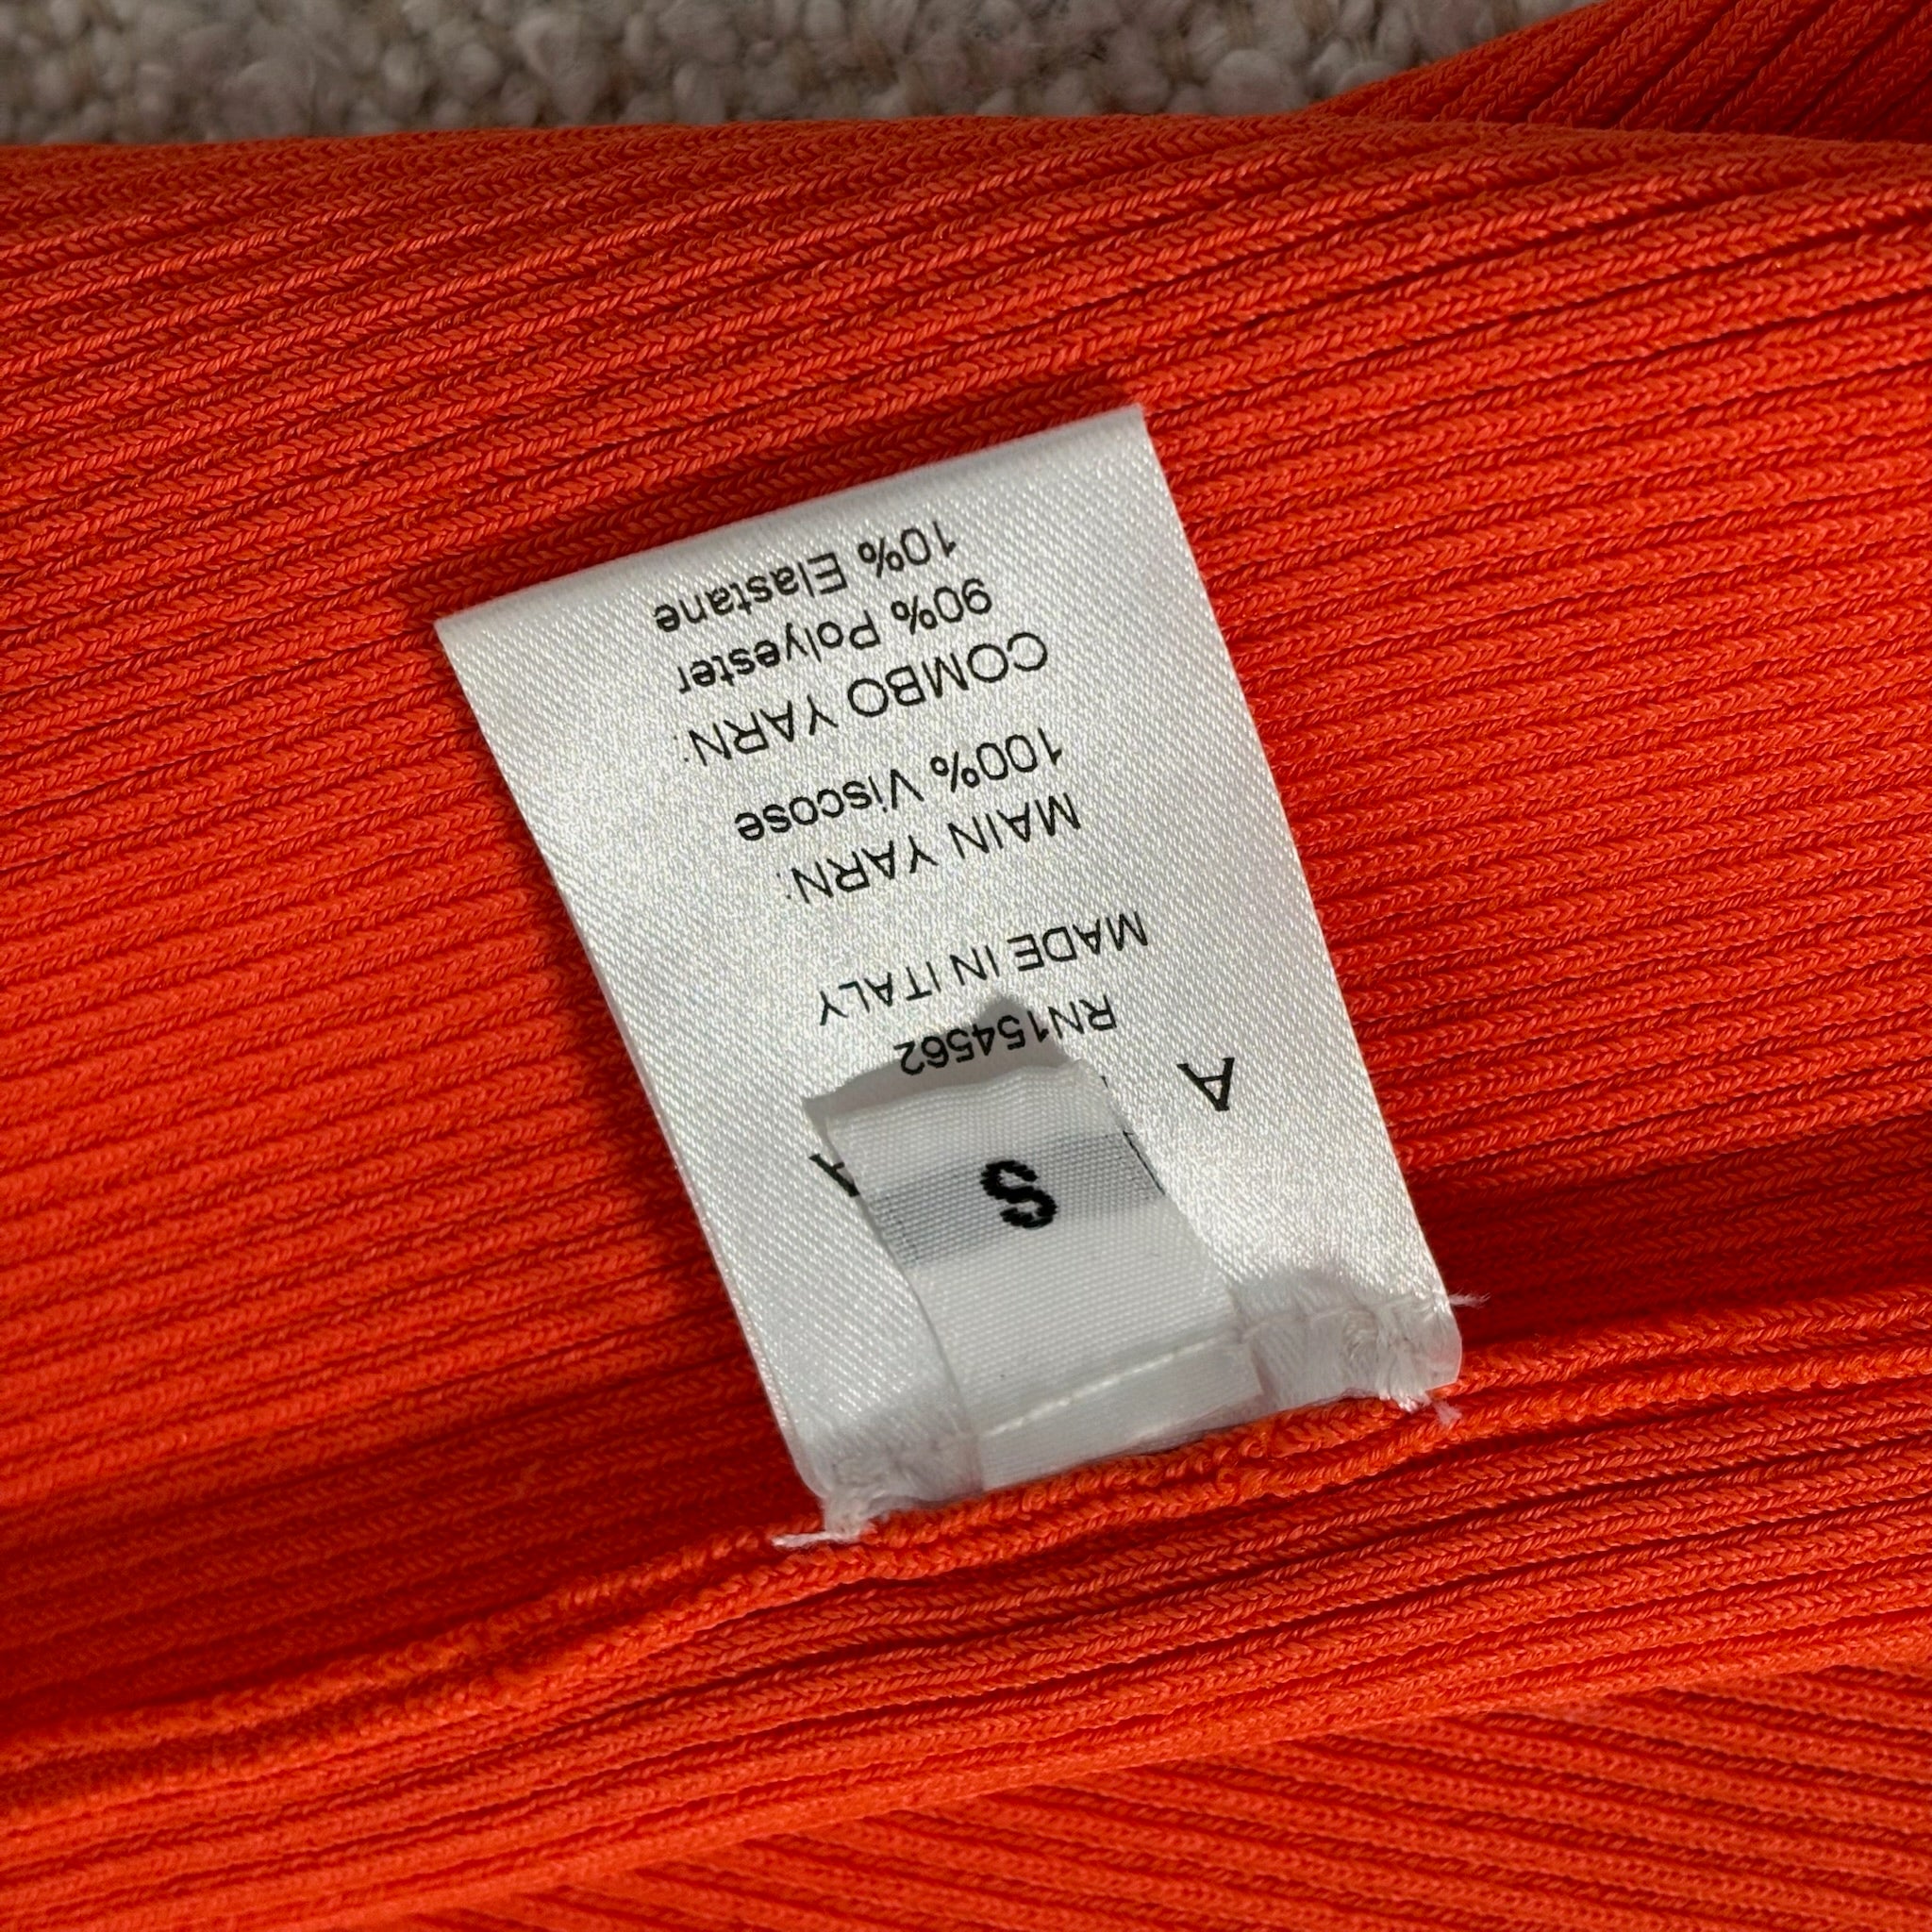 S
RN154562
MADE IN ITALY
MAIN YARN:
100% Viscose
COMBO YARN:
90% Polyester
10% Elastane